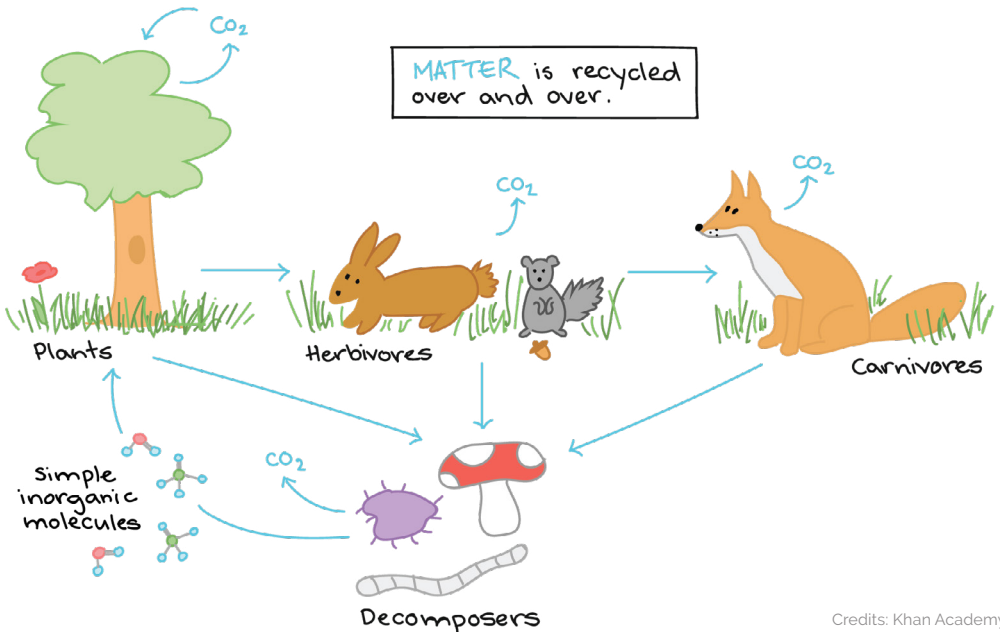 CO₂
MATTER is recycled
over and over.
CO₂
CO₂
Plants
Herbivores
Carnivores
CO₂
Simple
inorganic
molecules
Decomposers
Credits: Khan Academy